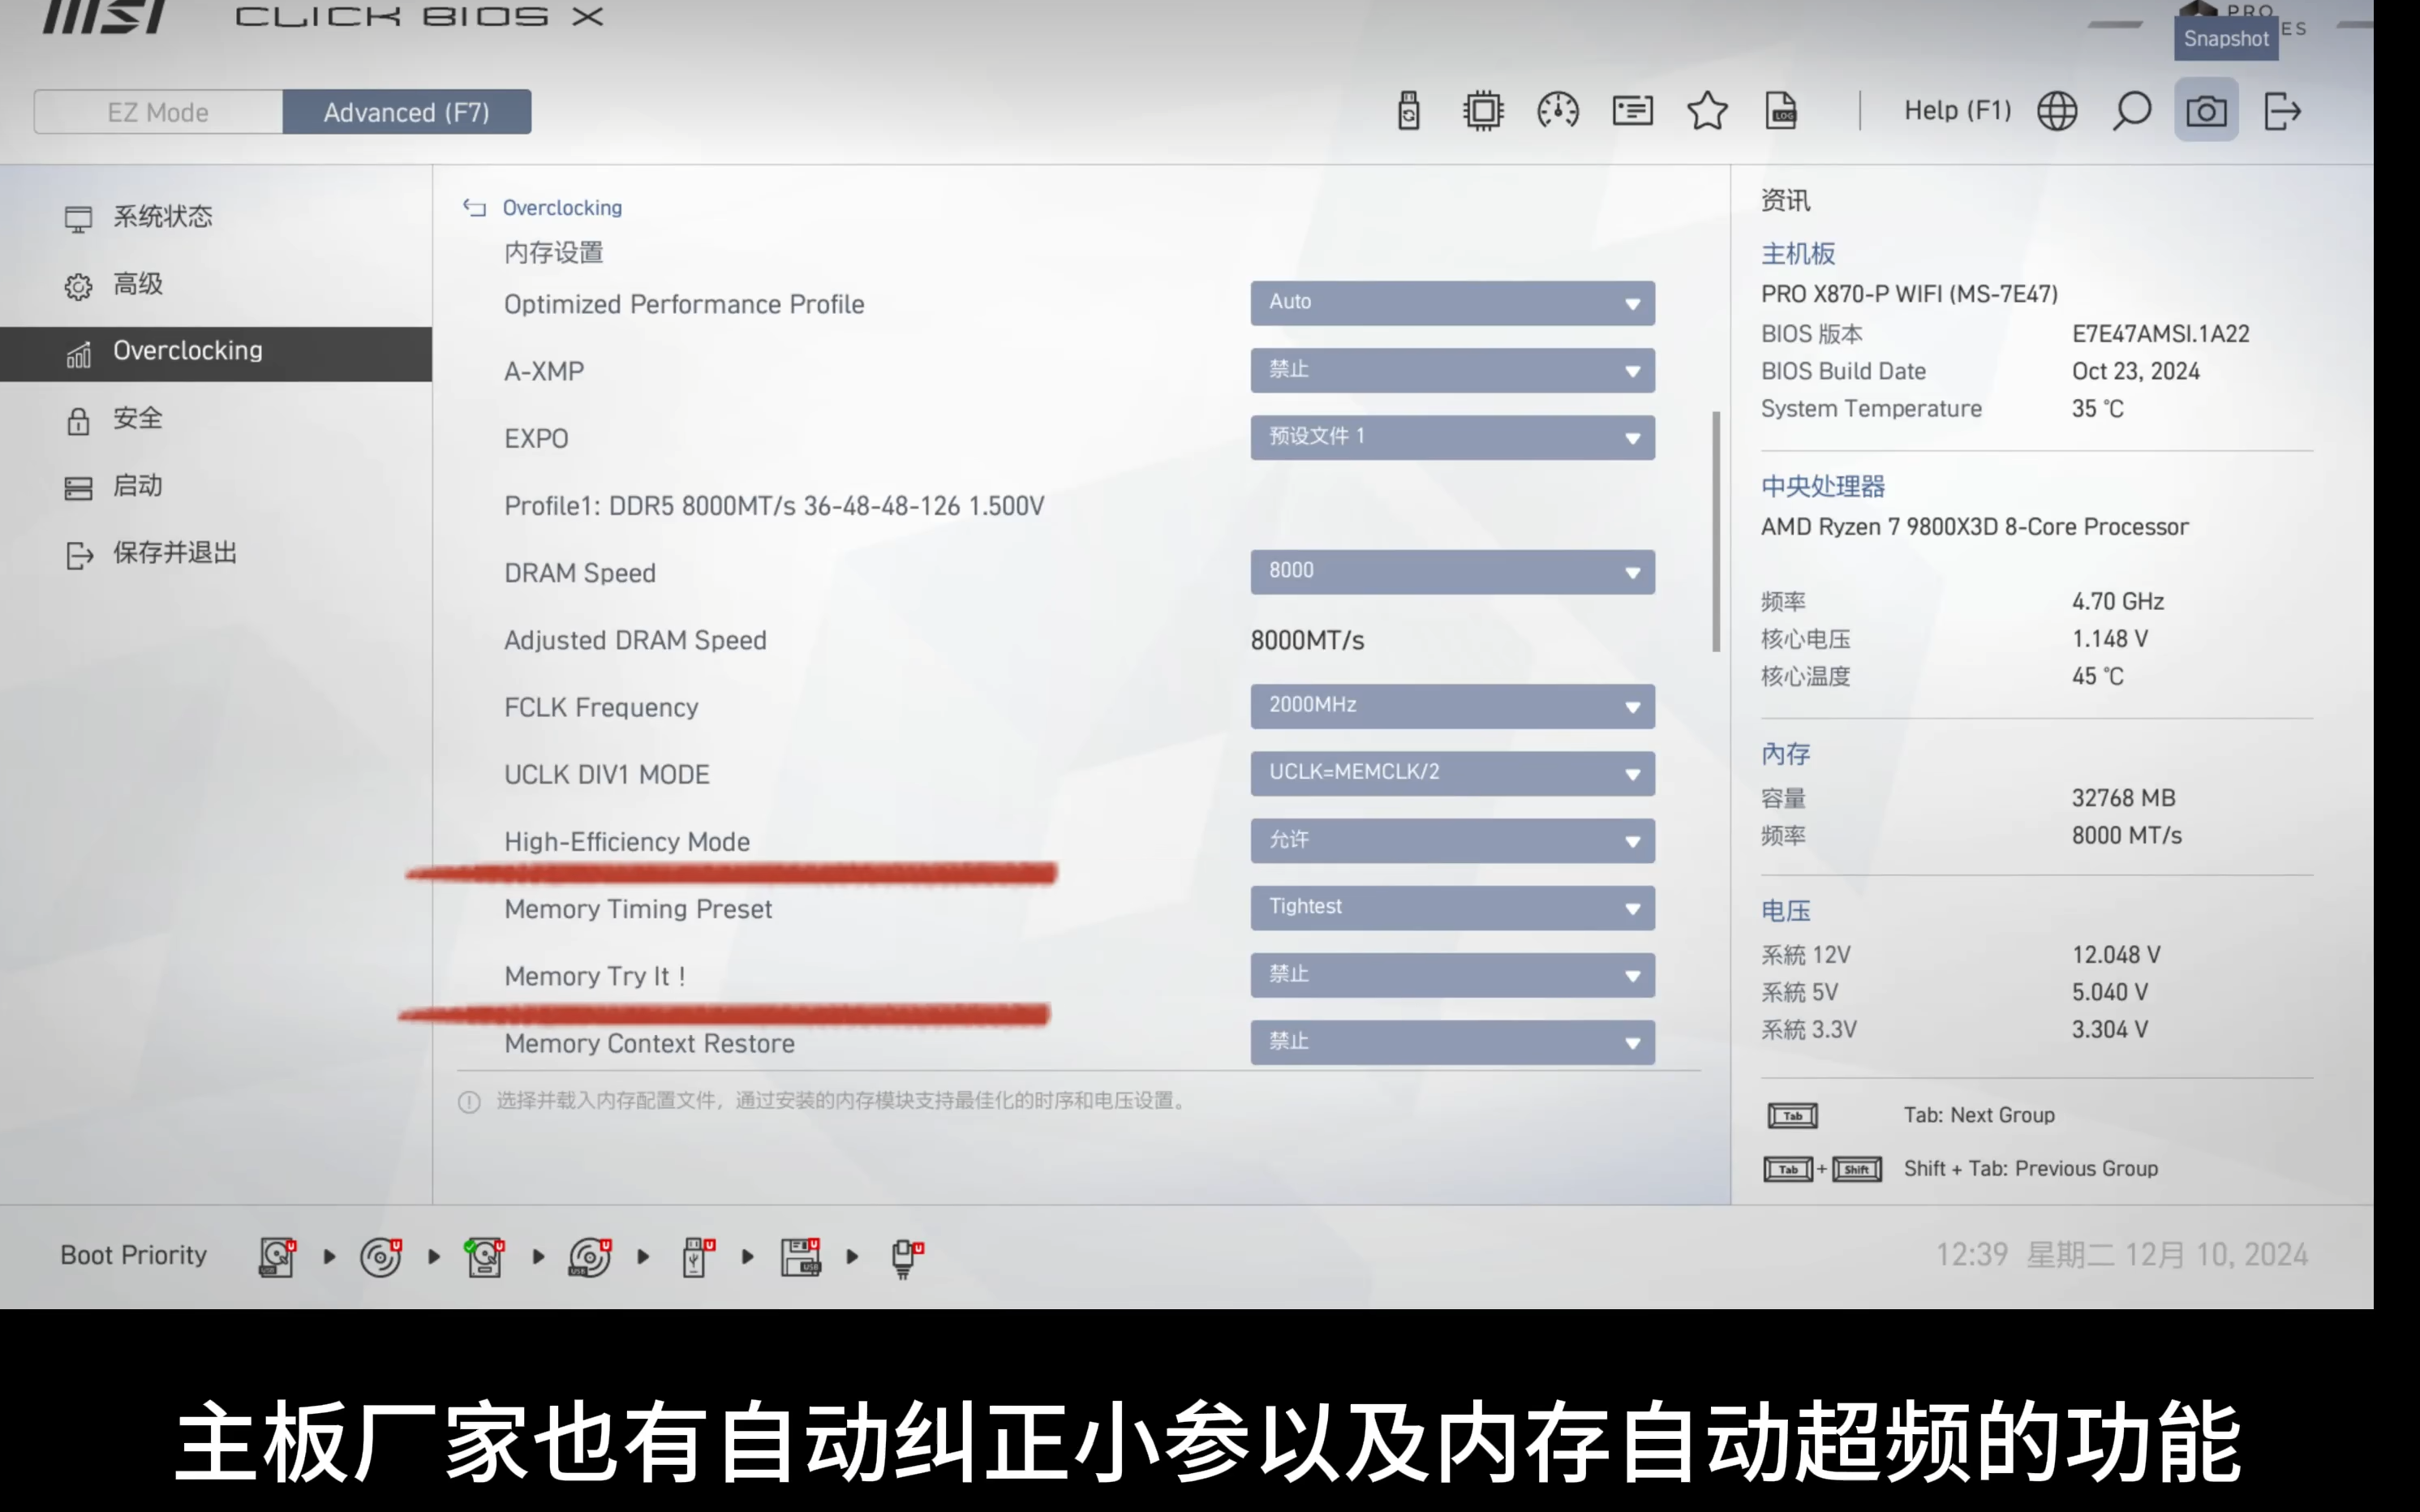 msi CLICK BIOS X
PRO
ES
Snapshot
EZ Mode Advanced (F7)
LOG
Help (F1)
系统状态
高级
Overclocking
安全
启动
保存并退出
Overclocking
内存设置
Optimized Performance Profile Auto
A-XMP 禁止
EXPO 预设文件 1
Profile1: DDR5 8000MT/s 36-48-48-126 1.500V
DRAM Speed 8000
Adjusted DRAM Speed 8000MT/s
FCLK Frequency 2000MHz
UCLK DIV1 MODE UCLK=MEMCLK/2
High-Efficiency Mode 允许
Memory Timing Preset Tightest
Memory Try It ! 禁止
Memory Context Restore 禁止
选择并载入内存配置文件，通过安装的内存模块支持最佳化的时序和电压设置。
资讯
主机板
PRO X870-P WIFI (MS-7E47)
BIOS 版本 E7E47AMSI.1A22
BIOS Build Date Oct 23, 2024
System Temperature 35 ℃
中央处理器
AMD Ryzen 7 9800X3D 8-Core Processor
频率 4.70 GHz
核心电压 1.148 V
核心温度 45 ℃
內存
容量 32768 MB
频率 8000 MT/s
电压
系統 12V 12.048 V
系統 5V 5.040 V
系統 3.3V 3.304 V
Tab Tab: Next Group
Tab + Shift Shift + Tab: Previous Group
Boot Priority USB U U U USB U U USB U U
12:39 星期二 12月 10, 2024
主板厂家也有自动纠正小参以及内存自动超频的功能